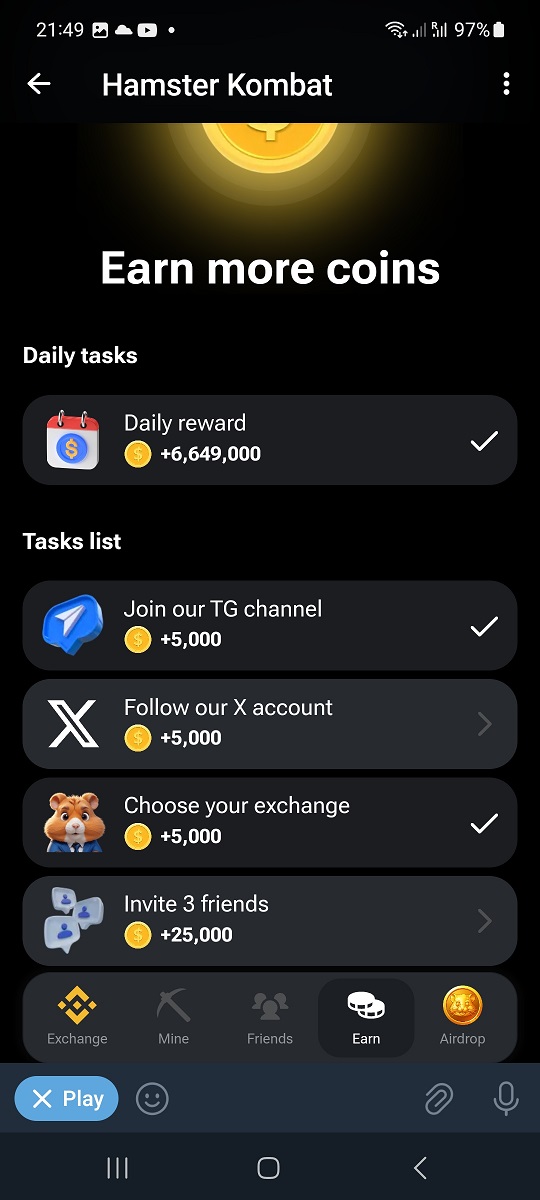 21:49
97%
Hamster Kombat
Earn more coins
Daily tasks
Daily reward
+6,649,000
Tasks list
Join our TG channel
+5,000
Follow our X account
+5,000
Choose your exchange
+5,000
Invite 3 friends
+25,000
Exchange Mine Friends Earn Airdrop
Play